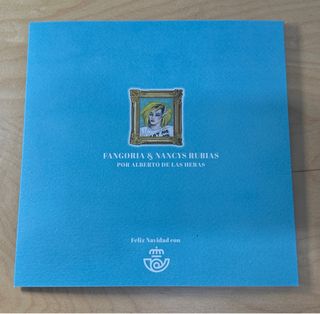 FANGORIA & NANCYS RUBIAS
POR ALBERTO DE LAS HERAS
Feliz Navidad con